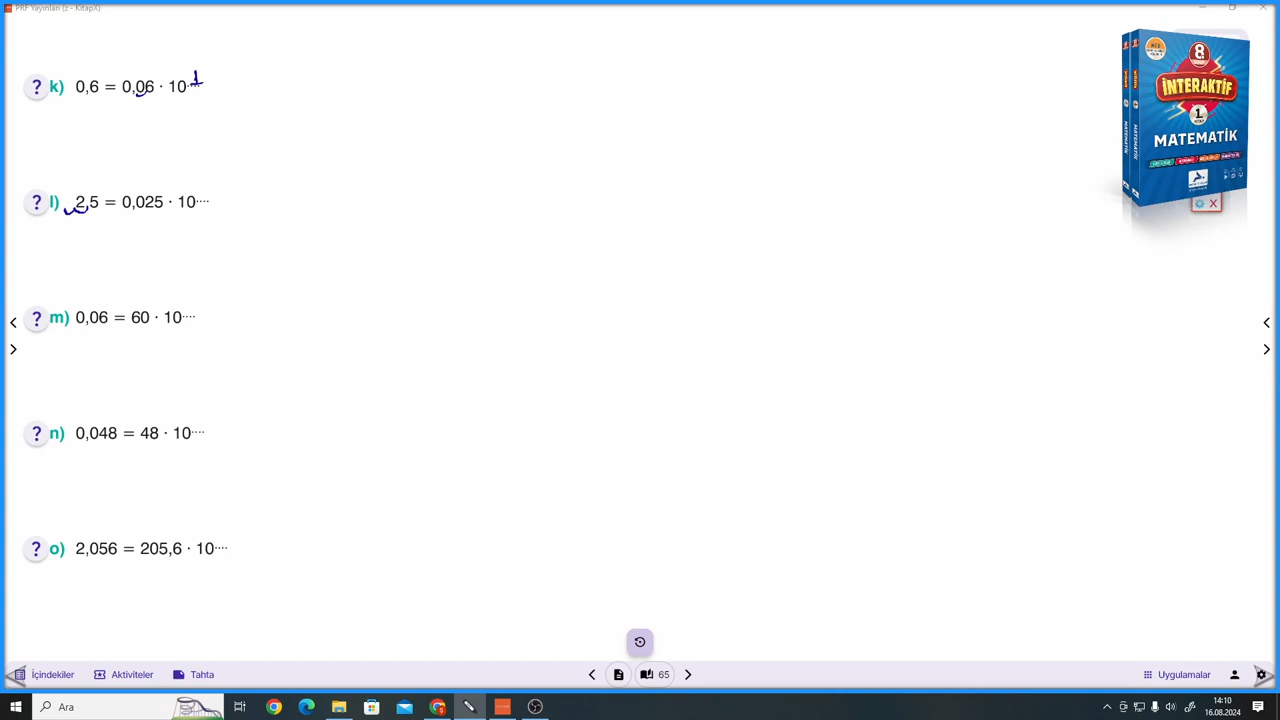 PRF Yayınları (z - KitapX)
? k) 0,6 = 0,06 · 10····1
? l) 2,5 = 0,025 · 10····
? m) 0,06 = 60 · 10····
? n) 0,048 = 48 · 10····
? o) 2,056 = 205,6 · 10····
8.
İNTERAKTİF
1.
MATEMATİK
İçindekiler Aktiviteler Tahta 65 Uygulamalar
Ara 14:10
16.08.2024